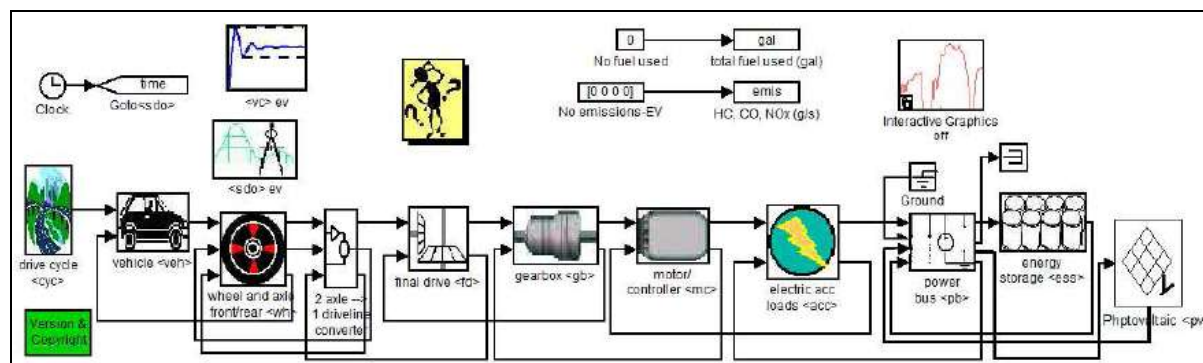 Clock
time
Goto<sdo>
<vc> ev
<sdo> ev
0
No fuel used
gal
total fuel used (gal)
[0 0 0 0]
No emissions-EV
emis
HC, CO, NOx (g/s)
Interactive Graphics
off
Ground
drive cycle
<cyc>
vehicle <veh>
wheel and axle
front/rear <wh>
2 axle -->
1 driveline
converter
final drive <fd>
gearbox <gb>
motor/
controller <mc>
electric acc
loads <acc>
power
bus <pb>
energy
storage <ess>
Phptovoltaic <pv
Version &
Copyright